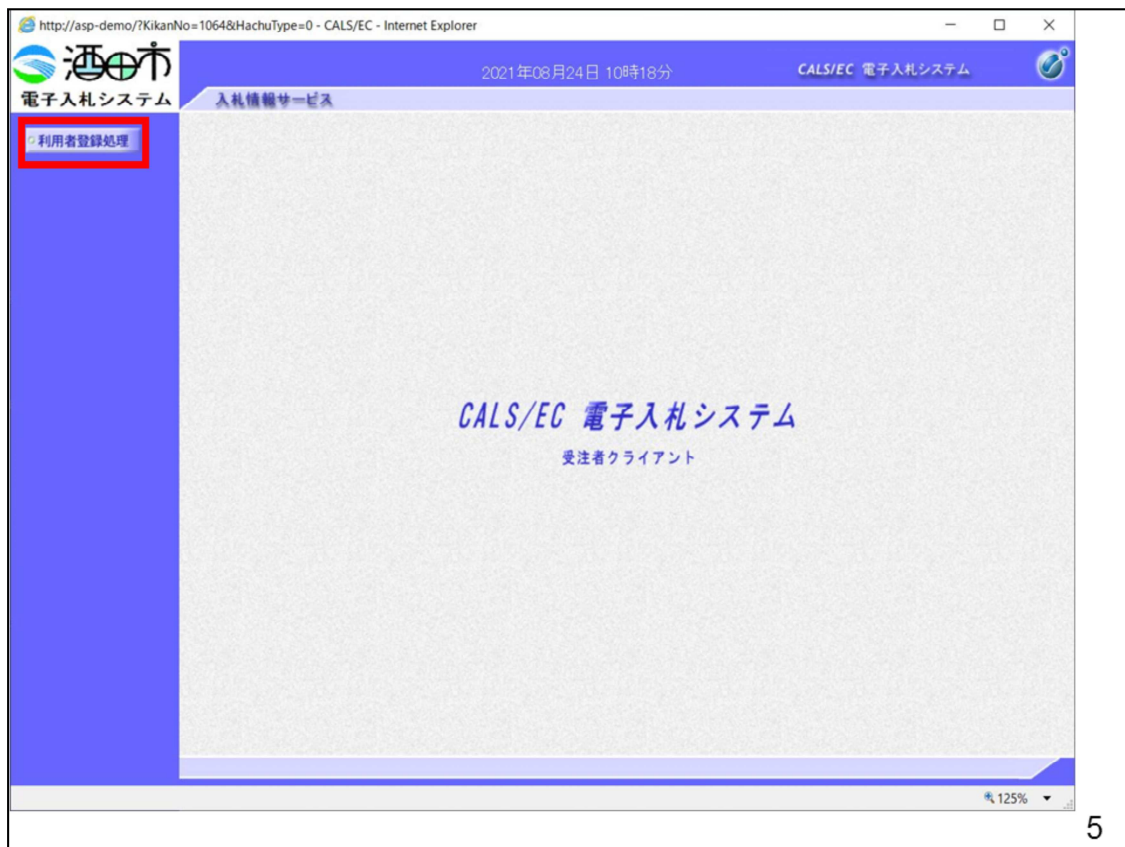 http://asp-demo/?KikanNo=1064&HachuType=0 - CALS/EC - Internet Explorer
酒田市
2021年08月24日 10時18分
CALS/EC 電子入札システム
電子入札システム
入札情報サービス
利用者登録処理
CALS/EC 電子入札システム
受注者クライアント
125%
5